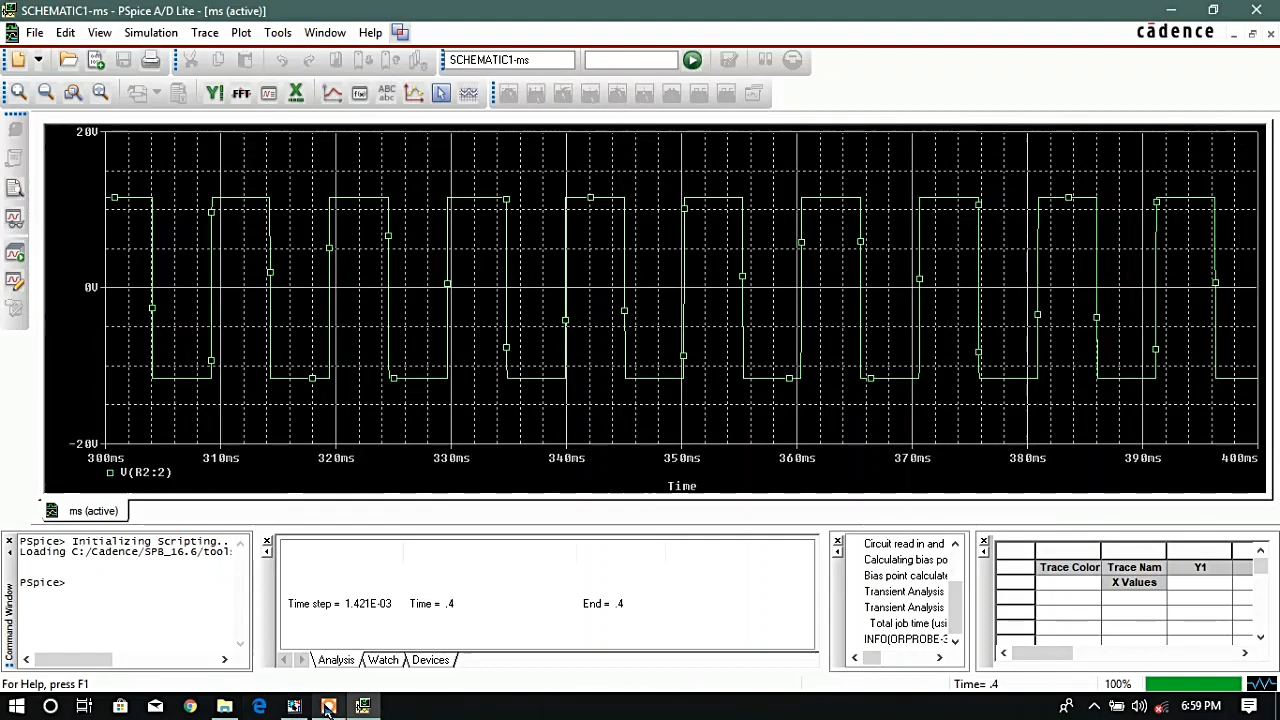 SCHEMATIC1-ms - PSpice A/D Lite - [ms (active)]
File Edit View Simulation Trace Plot Tools Window Help
cādence
SCHEMATIC1-ms
Y! FFT
ABC
abc
20V
0V
-20V
300ms 310ms 320ms 330ms 340ms 350ms 360ms 370ms 380ms 390ms 400ms
V(R2:2)
Time
ms (active)
Command Window
PSpice> Initializing Scripting..
Loading C:/Cadence/SPB_16.6/tool
PSpice>
Time step = 1.421E-03 Time = .4 End = .4
Analysis Watch Devices
Circuit read in and
Calculating bias po
Bias point calculate
Transient Analysis
Transient Analysis
Total job time (usi
INFO(ORPROBE-3
Trace Color Trace Nam Y1
X Values
For Help, press F1
Time= .4 100%
6:59 PM